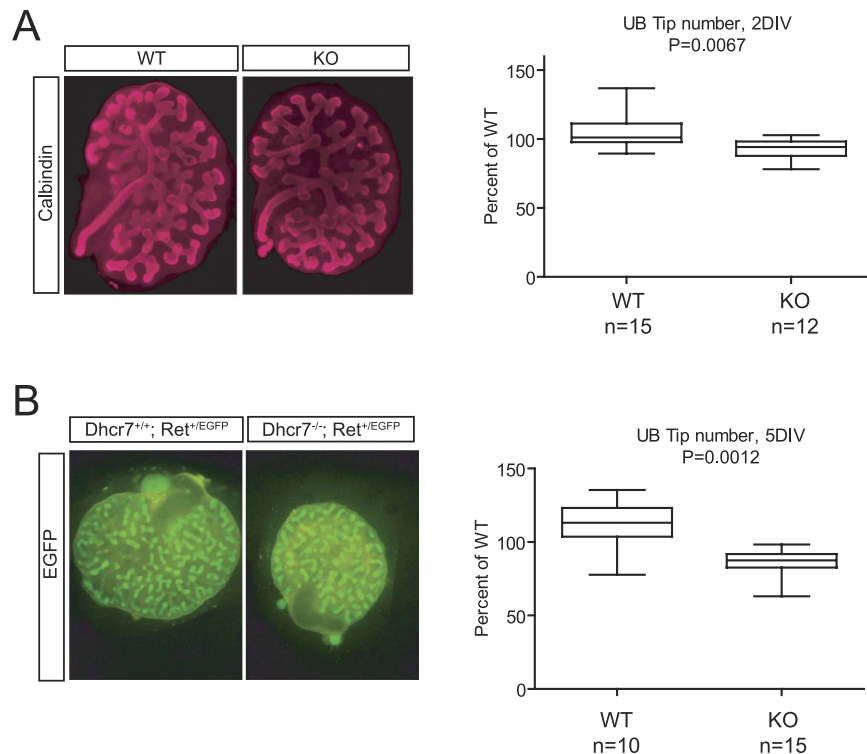 A
WT
KO
Calbindin
UB Tip number, 2DIV
P=0.0067
Percent of WT
150
100
50
0
WT
KO
n=15
n=12
B
Dhcr7+/+; Ret+/EGFP
Dhcr7-/-; Ret+/EGFP
EGFP
UB Tip number, 5DIV
P=0.0012
Percent of WT
150
100
50
0
WT
KO
n=10
n=15